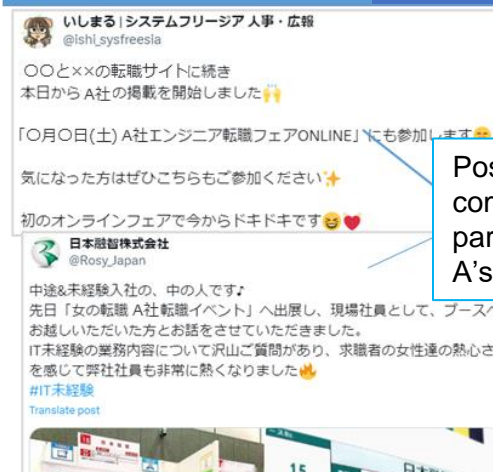 いしまる | システムフリージア 人事・広報
@ishi_sysfreesia
〇〇と××の転職サイトに続き
本日から A社の掲載を開始しました🙌
「〇月〇日(土) A社エンジニア転職フェアONLINE」にも参加します😊
気になった方はぜひこちらもご参加ください✨
初のオンラインフェアで今からドキドキです😆❤️
A's
日本融智株式会社
@Rosy_Japan
中途&未経験入社の、中の人です♪
先日「女の転職 A社転職イベント」へ出展し、現場社員として、ブースへ
お越しいただいた方とお話をさせていただきました。
IT未経験の業務内容について沢山ご質問があり、求職者の女性達の熱心さ
を感じて弊社社員も非常に熱くなりました🔥
#IT未経験
Translate post
15